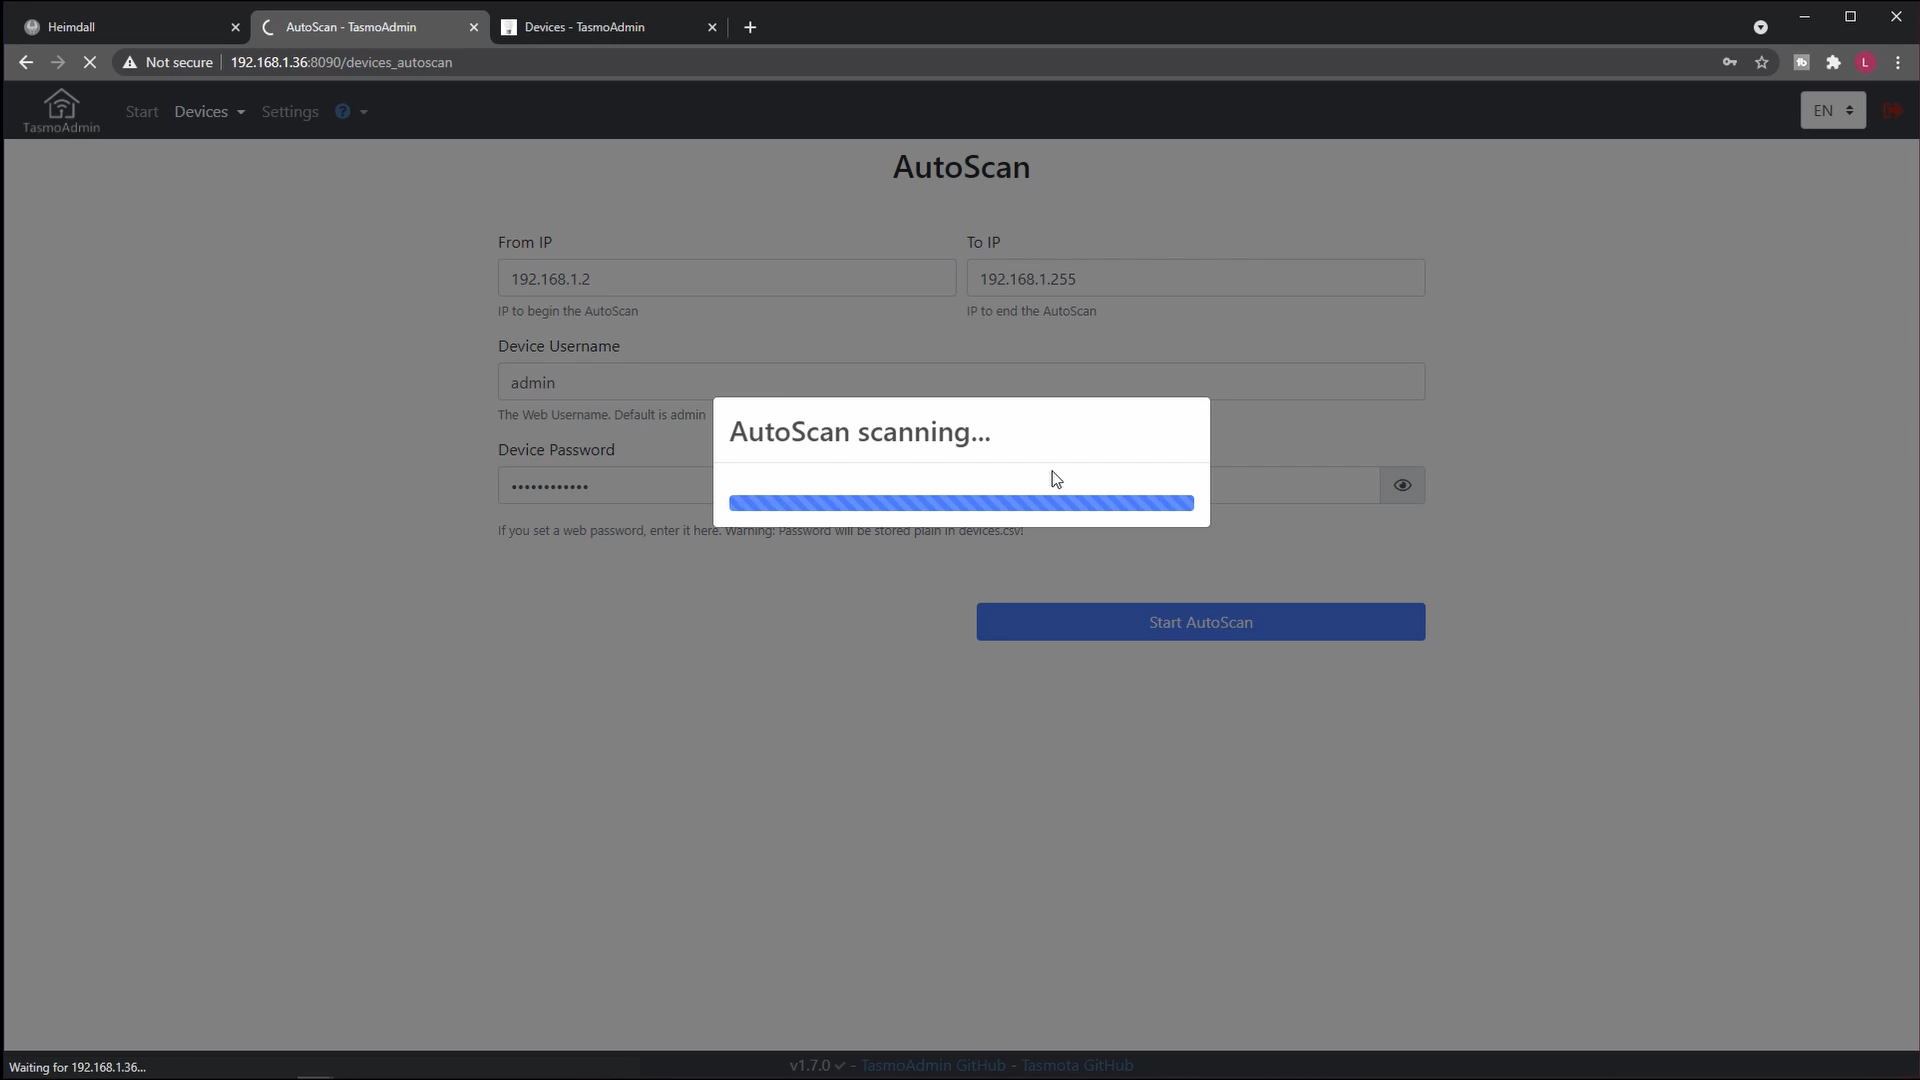 Heimdall
AutoScan - TasmoAdmin
Devices - TasmoAdmin
Not secure
192.168.1.36:8090/devices_autoscan
L
TasmoAdmin
Start
Devices
Settings
?
EN
AutoScan
From IP
To IP
192.168.1.2
192.168.1.255
IP to begin the AutoScan
IP to end the AutoScan
Device Username
admin
The Web Username. Default is admin
AutoScan scanning...
Device Password
••••••••••••
If you set a web password, enter it here. Warning: Password will be stored plain in devices.csv!
Start AutoScan
Waiting for 192.168.1.36...
v1.7.0 ✓ - TasmoAdmin GitHub - Tasmota GitHub